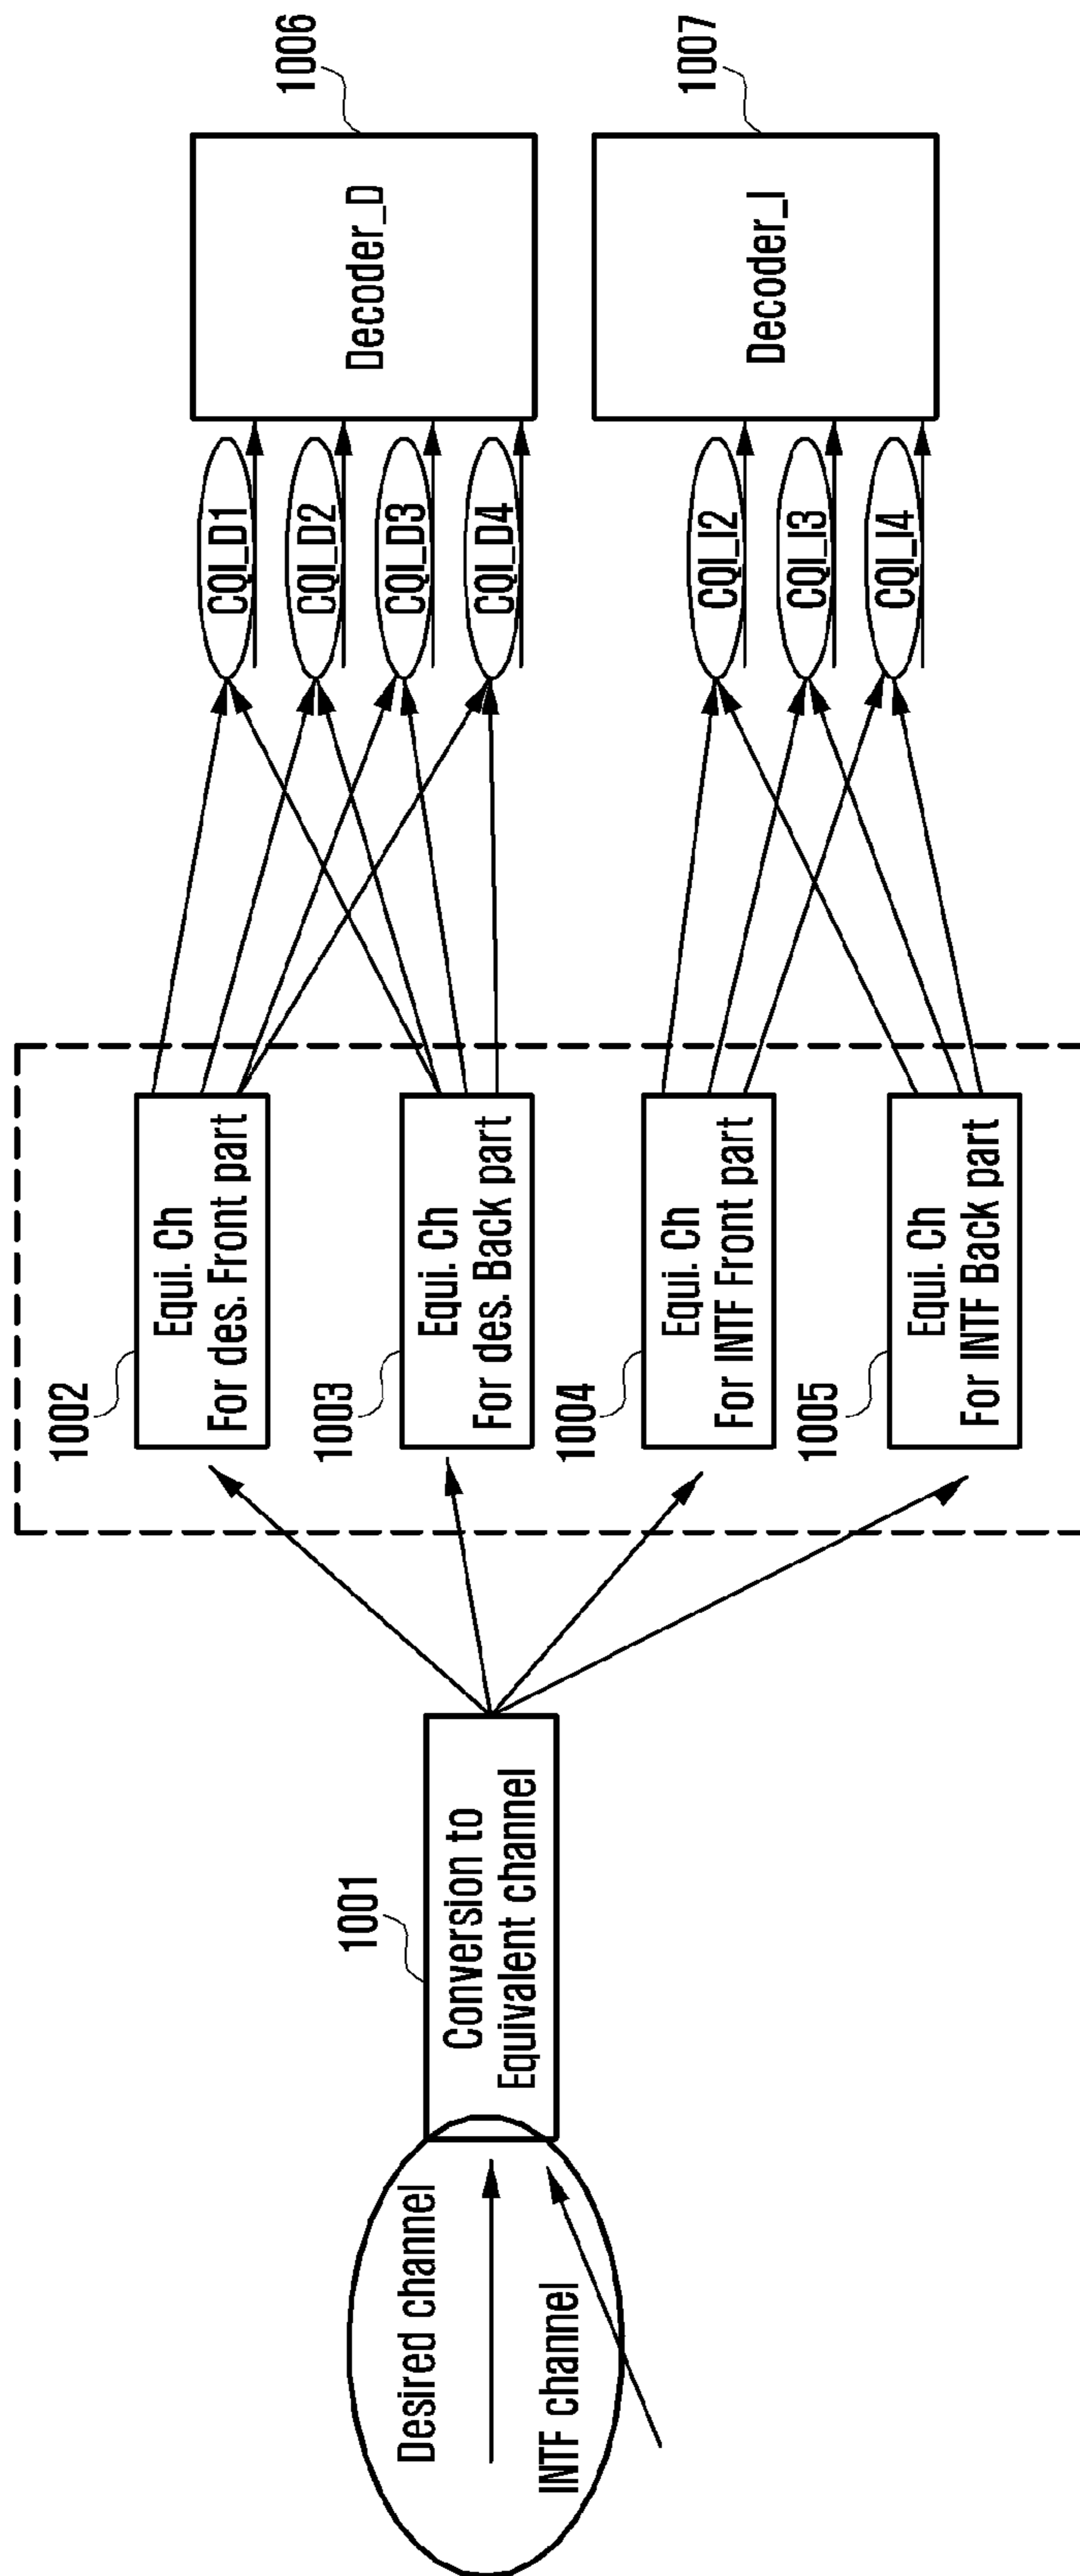 Desired channel
INTF channel
1001
Conversion to
Equivalent channel
1002
Equi. Ch
For des. Front part
1003
Equi. Ch
For des. Back part
1004
Equi. Ch
For INTF Front part
1005
Equi. Ch
For INTF Back part
CQI_D1
CQI_D2
CQI_D3
CQI_D4
CQI_I2
CQI_I3
CQI_I4
1006
Decoder_D
1007
Decoder_I